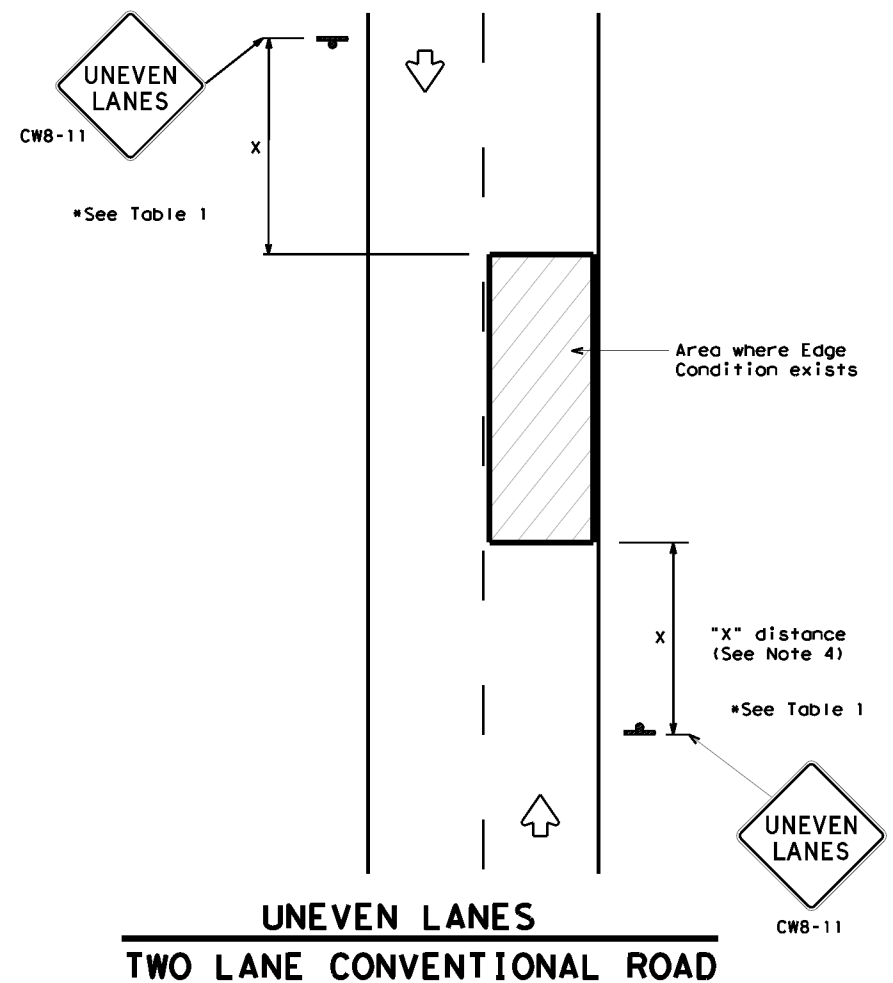 UNEVEN
LANES
CW8-11
X
*See Table 1
Area where Edge
Condition exists
X
"X" distance
(See Note 4)
*See Table 1
UNEVEN
LANES
CW8-11
UNEVEN LANES
TWO LANE CONVENTIONAL ROAD